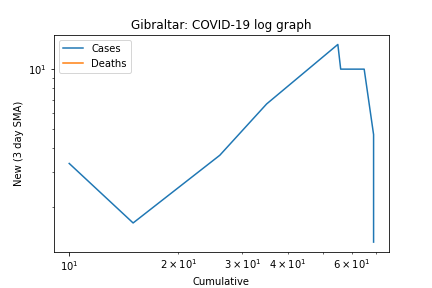 Gibraltar: COVID-19 log graph
Cases
Deaths
10¹
New (3 day SMA)
10¹
2 × 10¹
3 × 10¹
4 × 10¹
6 × 10¹
Cumulative